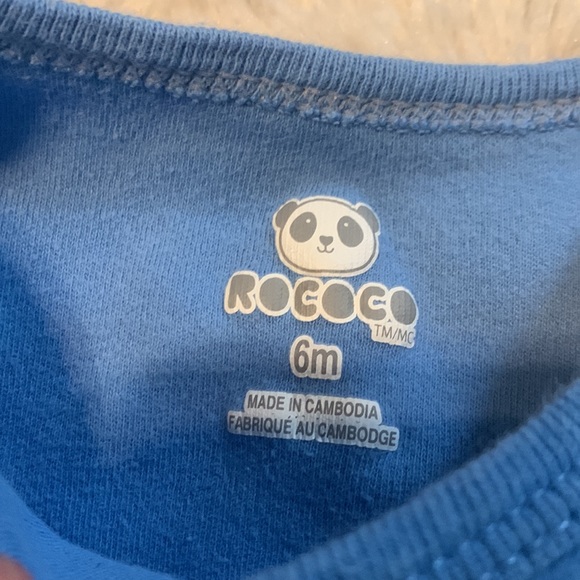 ROCOCO
TM/MC
6m
MADE IN CAMBODIA
FABRIQUÉ AU CAMBODGE